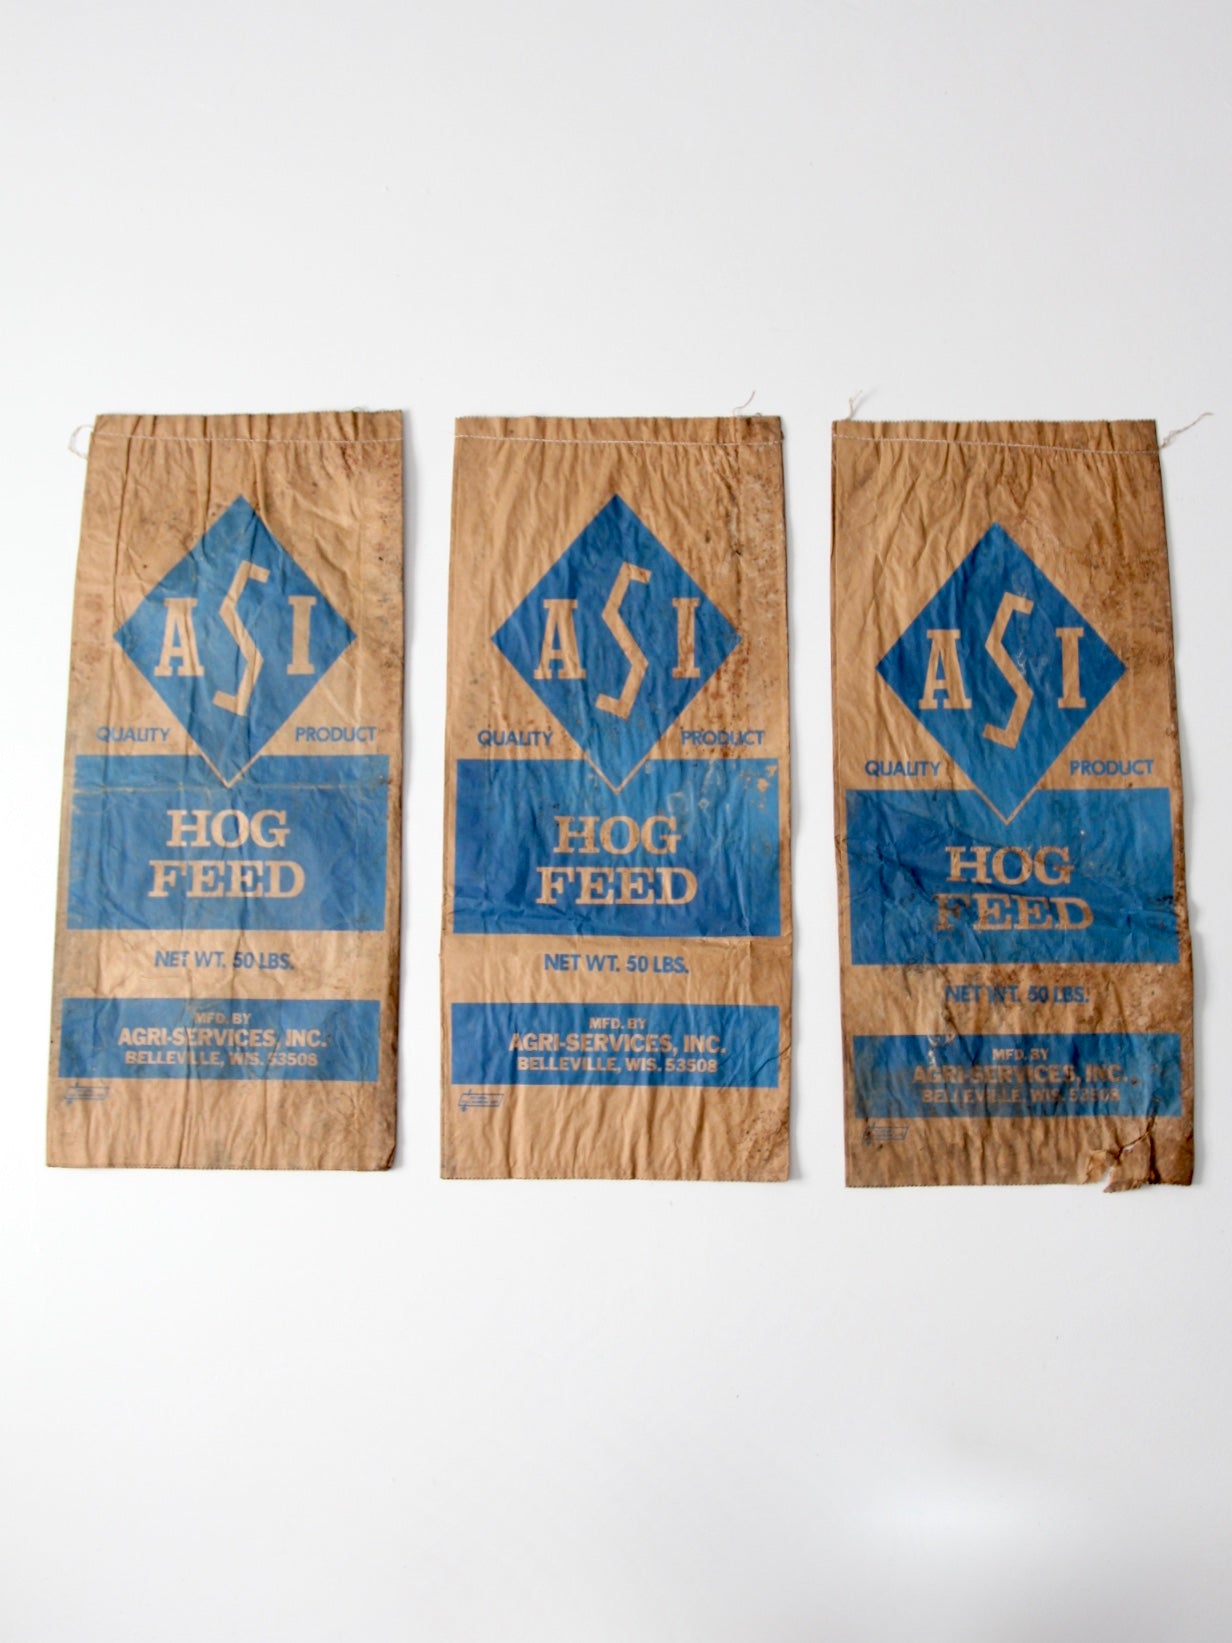 ASI
QUALITY PRODUCT
HOG
FEED
NET WT. 50 LBS.
MFD. BY
AGRI-SERVICES, INC.
BELLEVILLE, WIS. 53508
ASI
QUALITY PRODUCT
HOG
FEED
NET WT. 50 LBS.
MFD. BY
AGRI-SERVICES, INC.
BELLEVILLE, WIS. 53508
ASI
QUALITY PRODUCT
HOG
FEED
NET WT. 50 LBS.
MFD. BY
AGRI-SERVICES, INC.
BELLEVILLE, WIS. 53508